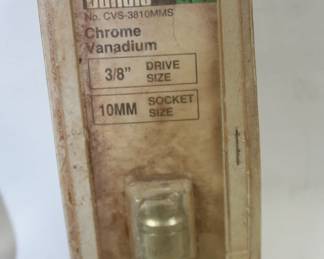 No. CVS-3810MMS
Chrome
Vanadium
3/8" DRIVE SIZE
10MM SOCKET SIZE